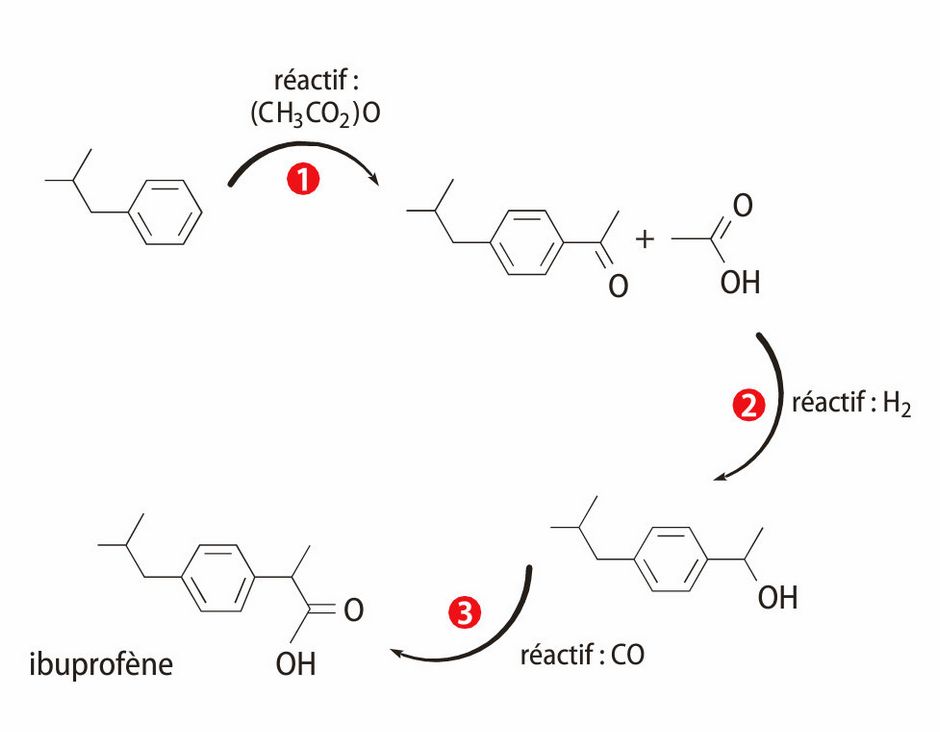 réactif :
(CH₃CO₂)O
1
O
+
OH
O
2
réactif : H₂
OH
3
O
réactif : CO
ibuprofène
OH